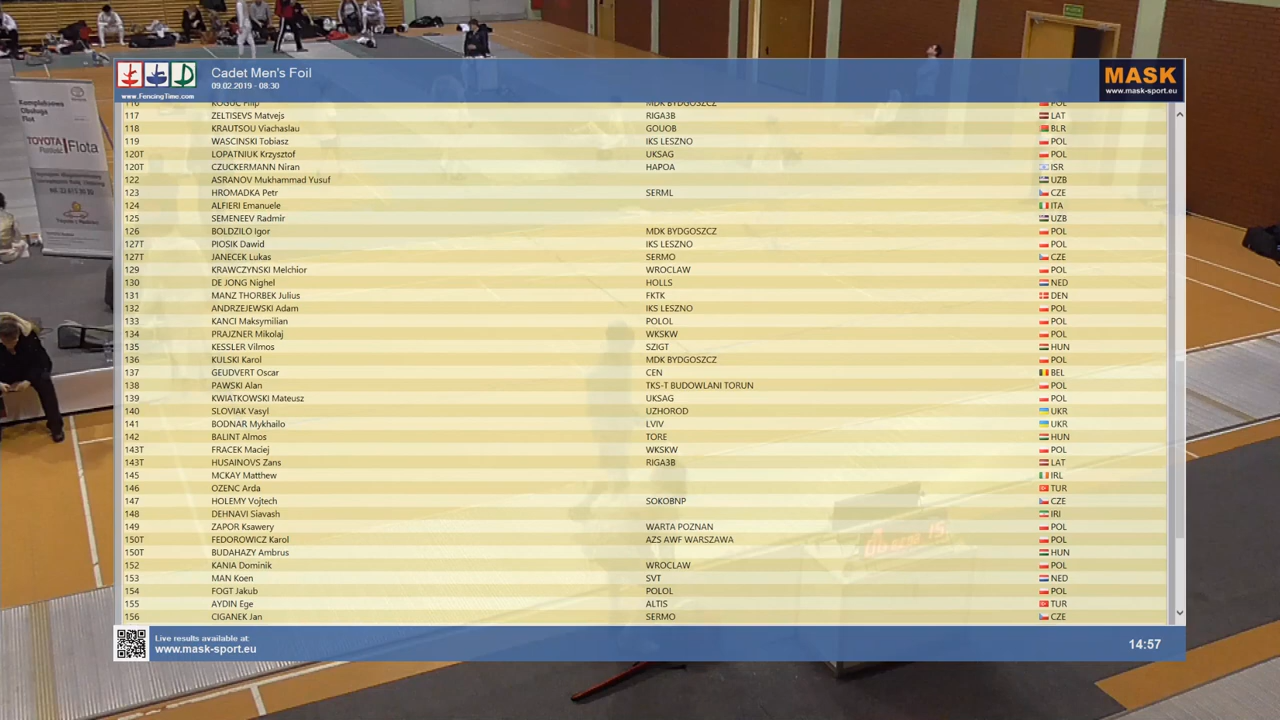 Cadet Men's Foil
09.02.2019 - 08:30
www.FencingTime.com
MASK
www.mask-sport.eu
116 KOGUC Filip MDK BYDGOSZCZ POL
117 ZELTISEVS Matvejs RIGA3B LAT
118 KRAUTSOU Viachaslau GOUOB BLR
119 WASCINSKI Tobiasz IKS LESZNO POL
120T LOPATNIUK Krzysztof UKSAG POL
120T CZUCKERMANN Niran HAPOA ISR
122 ASRANOV Mukhammad Yusuf UZB
123 HROMADKA Petr SERML CZE
124 ALFIERI Emanuele ITA
125 SEMENEEV Radmir UZB
126 BOLDZILO Igor MDK BYDGOSZCZ POL
127T PIOSIK Dawid IKS LESZNO POL
127T JANECEK Lukas SERMO CZE
129 KRAWCZYNSKI Melchior WROCLAW POL
130 DE JONG Nighel HOLLS NED
131 MANZ THORBEK Julius FKTK DEN
132 ANDRZEJEWSKI Adam IKS LESZNO POL
133 KANCI Maksymilian POLOL POL
134 PRAJZNER Mikolaj WKSKW POL
135 KESSLER Vilmos SZIGT HUN
136 KULSKI Karol MDK BYDGOSZCZ POL
137 GEUDVERT Oscar CEN BEL
138 PAWSKI Alan TKS-T BUDOWLANI TORUN POL
139 KWIATKOWSKI Mateusz UKSAG POL
140 SLOVIAK Vasyl UZHOROD UKR
141 BODNAR Mykhailo LVIV UKR
142 BALINT Almos TORE HUN
143T FRACEK Maciej WKSKW POL
143T HUSAINOVS Zans RIGA3B LAT
145 MCKAY Matthew IRL
146 OZENC Arda TUR
147 HOLEMY Vojtech SOKOBNP CZE
148 DEHNAVI Siavash IRI
149 ZAPOR Ksawery WARTA POZNAN POL
150T FEDOROWICZ Karol AZS AWF WARSZAWA POL
150T BUDAHAZY Ambrus HUN
152 KANIA Dominik WROCLAW POL
153 MAN Koen SVT NED
154 FOGT Jakub POLOL POL
155 AYDIN Ege ALTIS TUR
156 CIGANEK Jan SERMO CZE
Live results available at:
www.mask-sport.eu
14:57
Kompleksowa
Obsługa
Flot
TOYOTA Flota